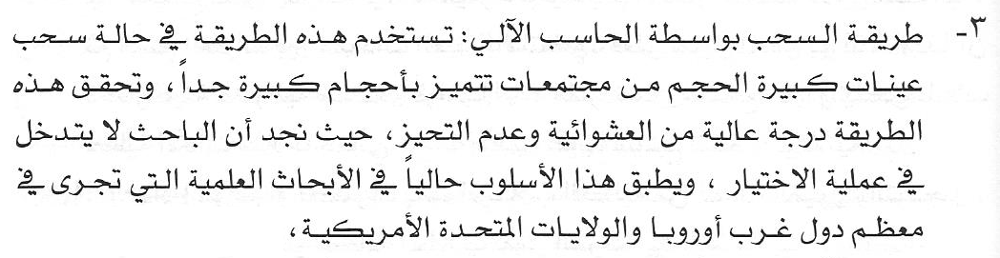 ٣- طريقة السحب بواسطة الحاسب الآلي: تستخدم هذه الطريقة في حالة سحب
عينات كبيرة الحجم من مجتمعات تتميز بأحجام كبيرة جداً، وتحقق هذه
الطريقة درجة عالية من العشوائية وعدم التحيز، حيث نجد أن الباحث لا يتدخل
في عملية الاختيار ، ويطبق هذا الأسلوب حالياً في الأبحاث العلمية التي تجرى في
معظم دول غرب أوروبا والولايات المتحدة الأمريكية،